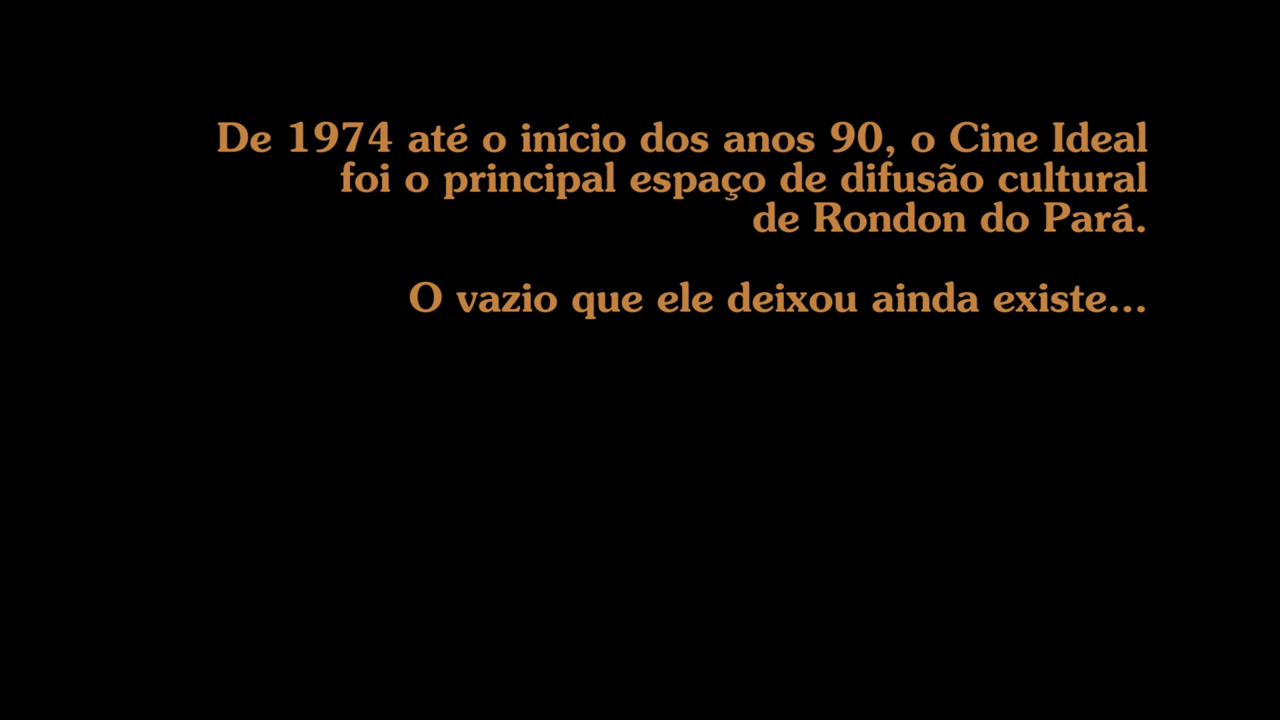 De 1974 até o início dos anos 90, o Cine Ideal
foi o principal espaço de difusão cultural
de Rondon do Pará.
O vazio que ele deixou ainda existe...